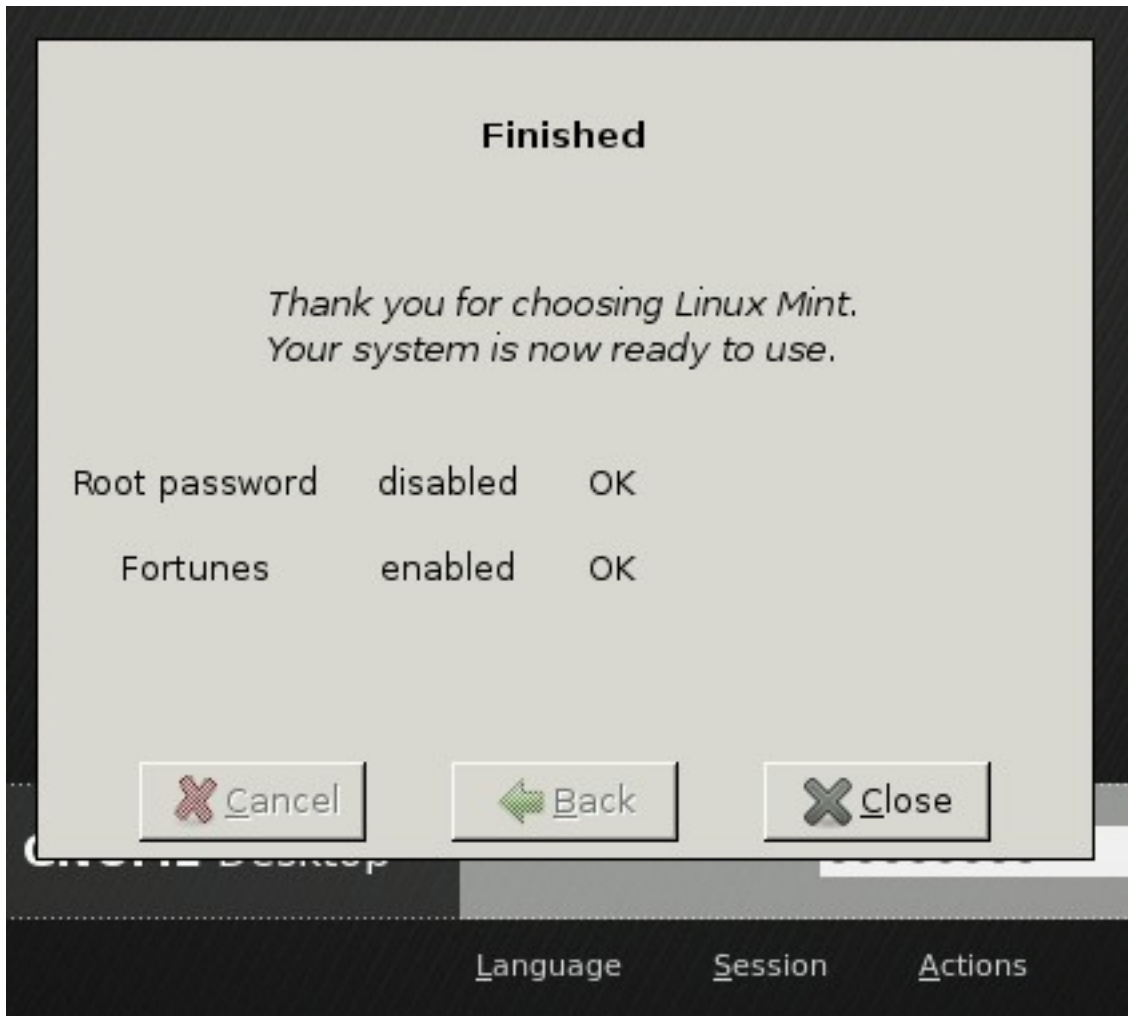 Finished
Thank you for choosing Linux Mint.
Your system is now ready to use.
Root password disabled OK
Fortunes enabled OK
Cancel Back Close
GNOME Desktop
Language Session Actions